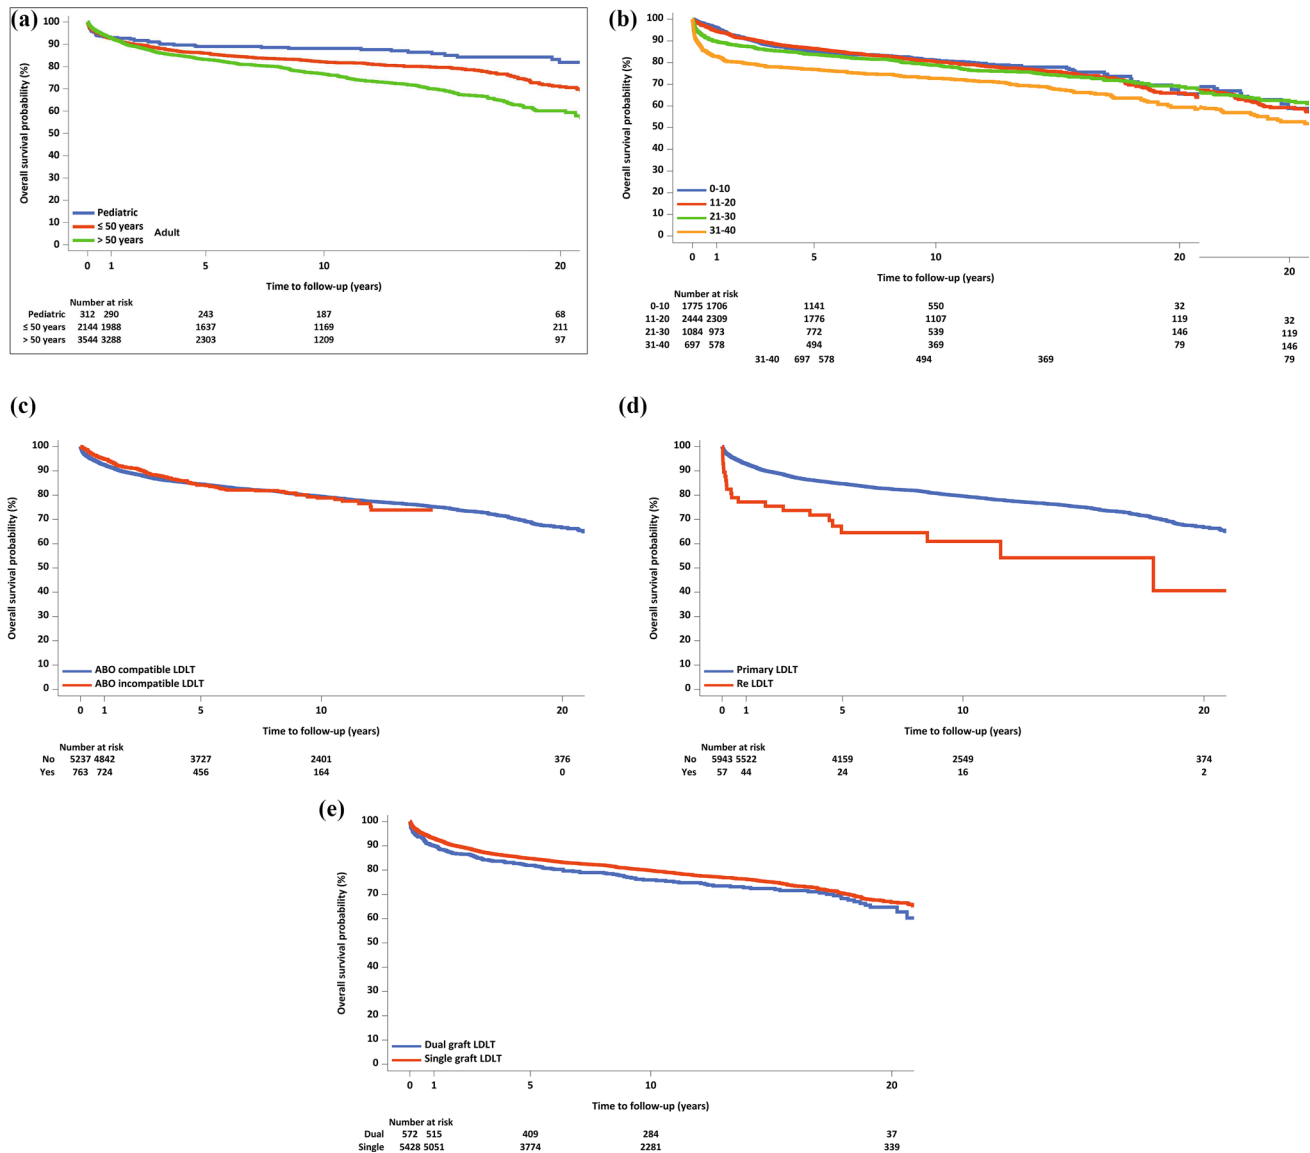 (a)
100
90
80
70
60
50
40
30
20
10
0
Overall survival probability (%)
Pediatric
≤ 50 years
> 50 years
Adult
0 1 5 10 20
Time to follow-up (years)
Number at risk
Pediatric 312 290 243 187 68
≤ 50 years 2144 1988 1637 1169 211
> 50 years 3544 3288 2303 1209 97
(b)
100
90
80
70
60
50
40
30
20
10
0
Overall survival probability (%)
0-10
11-20
21-30
31-40
0 1 5 10 20 20
Time to follow-up (years)
Number at risk
0-10 1775 1706 1141 550 32
11-20 2444 2309 1776 1107 119 32
21-30 1084 973 772 539 146 119
31-40 697 578 494 369 79 146
31-40 697 578 494 369 79
(c)
100
90
80
70
60
50
40
30
20
10
0
Overall survival probability (%)
ABO compatible LDLT
ABO incompatible LDLT
0 1 5 10 20
Time to follow-up (years)
Number at risk
No 5237 4842 3727 2401 376
Yes 763 724 456 164 0
(d)
100
90
80
70
60
50
40
30
20
10
0
Overall survival probability (%)
Primary LDLT
Re LDLT
0 1 5 10 20
Time to follow-up (years)
Number at risk
No 5943 5522 4159 2549 374
Yes 57 44 24 16 2
(e)
100
90
80
70
60
50
40
30
20
10
0
Overall survival probability (%)
Dual graft LDLT
Single graft LDLT
0 1 5 10 20
Time to follow-up (years)
Number at risk
Dual 572 515 409 284 37
Single 5428 5051 3774 2281 339